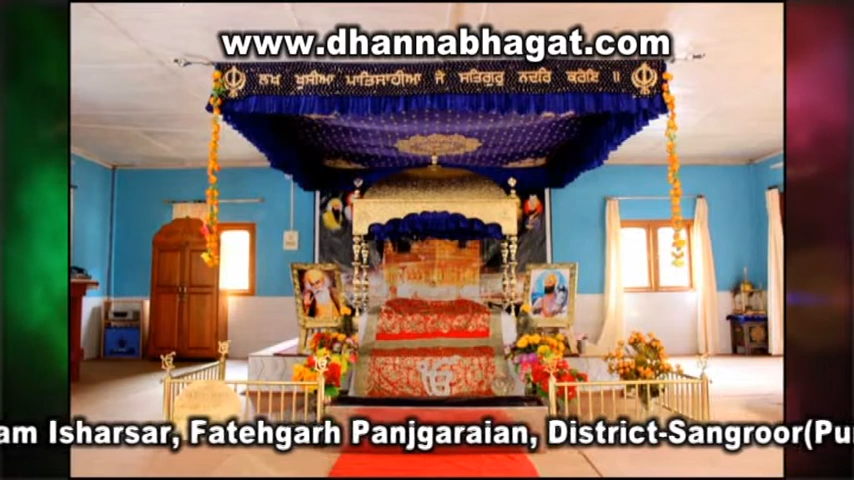 www.dhannabhagat.com
ਲਖ ਖੁਸੀਆ ਪਾਤਿਸਾਹੀਆ ਜੇ ਸਤਿਗੁਰੁ ਨਦਰਿ ਕਰੇਇ ॥
ੴ
am Isharsar, Fatehgarh Panjgaraian, District-Sangroor(Pu